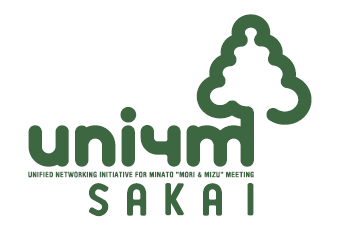 uni4m
UNIFIED NETWORKING INITIATIVE FOR MINATO "MORI & MIZU" MEETING
SAKAI